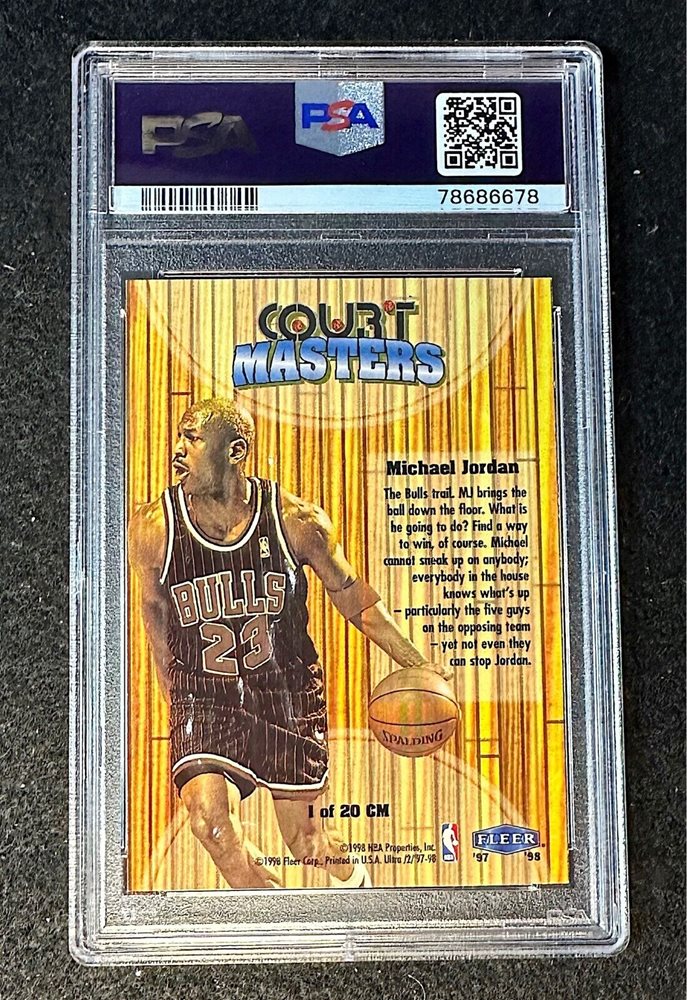 PSA
PSA
78686678
COURT
MASTERS
Michael Jordan
The Bulls trail. MJ brings the
ball down the floor. What is
he going to do? Find a way
to win, of course. Michael
cannot sneak up on anybody;
everybody in the house
knows what's up
– particularly the five guys
on the opposing team
– yet not even they
can stop Jordan.
BULLS
23
SPALDING
1 of 20 CM
©1998 NBA Properties, Inc.
©1998 Fleer Corp., Printed in U.S.A. Ultra /2/'97-98
NBA
FLEER
'97 '98
PSA